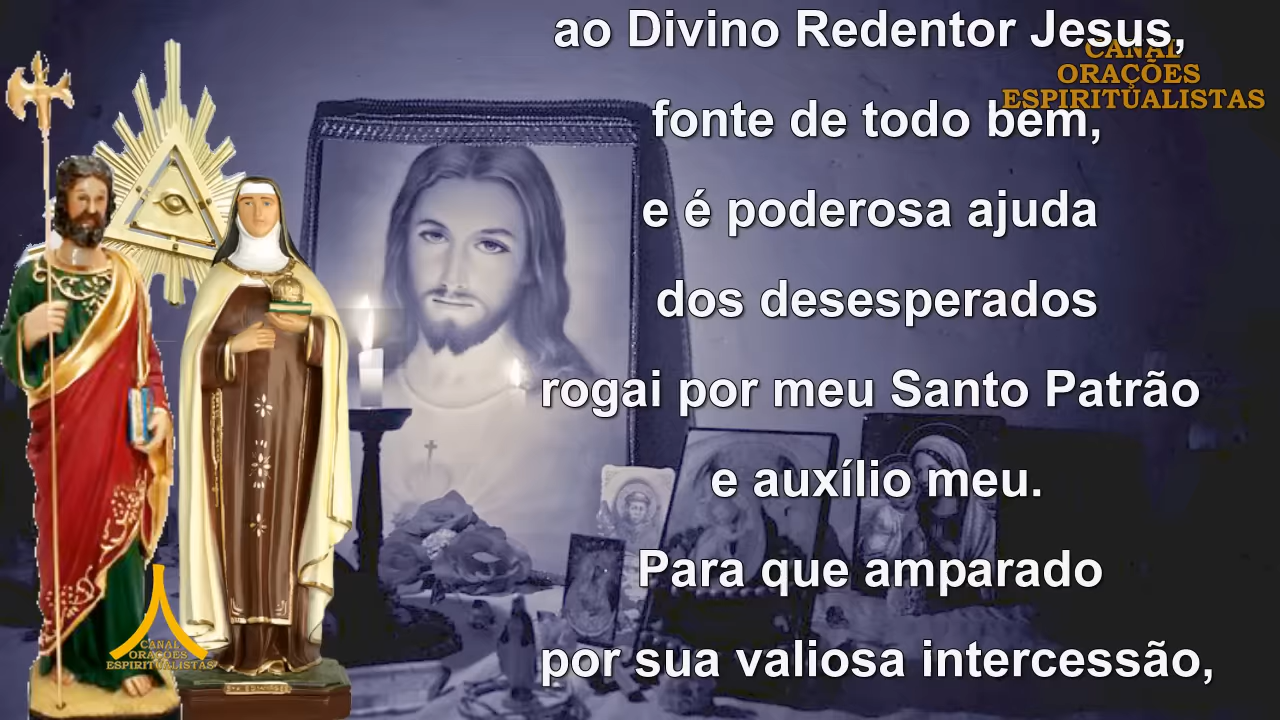 ao Divino Redentor Jesus,
CANAL
ORAÇÕES
ESPIRITUALISTAS
fonte de todo bem,
e é poderosa ajuda
dos desesperados
rogai por meu Santo Patrão
e auxílio meu.
Para que amparado
por sua valiosa intercessão,
CANAL
ORAÇÕES
ESPIRITUALISTAS